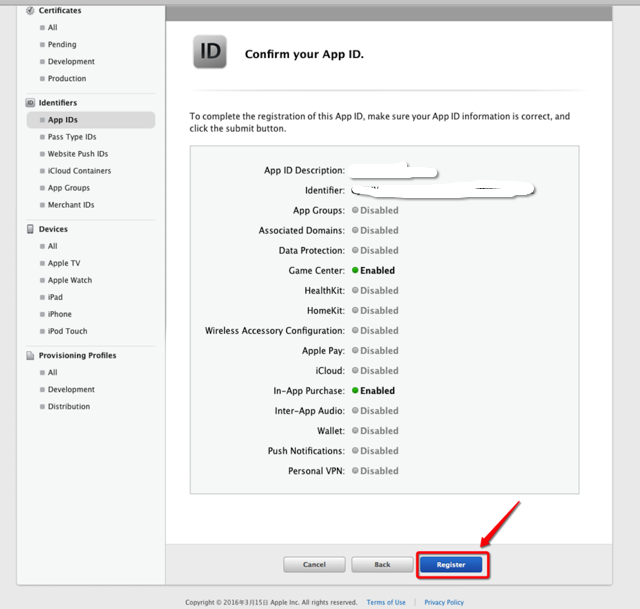 Certificates
All
Pending
Development
Production
ID Identifiers
App IDs
Pass Type IDs
Website Push IDs
iCloud Containers
App Groups
Merchant IDs
Devices
All
Apple TV
Apple Watch
iPad
iPhone
iPod Touch
Provisioning Profiles
All
Development
Distribution
ID Confirm your App ID.
To complete the registration of this App ID, make sure your App ID information is correct, and
click the submit button.
App ID Description:
Identifier:
App Groups: Disabled
Associated Domains: Disabled
Data Protection: Disabled
Game Center: Enabled
HealthKit: Disabled
HomeKit: Disabled
Wireless Accessory Configuration: Disabled
Apple Pay: Disabled
iCloud: Disabled
In-App Purchase: Enabled
Inter-App Audio: Disabled
Wallet: Disabled
Push Notifications: Disabled
Personal VPN: Disabled
Cancel Back Register
Copyright © 2016年3月15日 Apple Inc. All rights reserved. Terms of Use | Privacy Policy